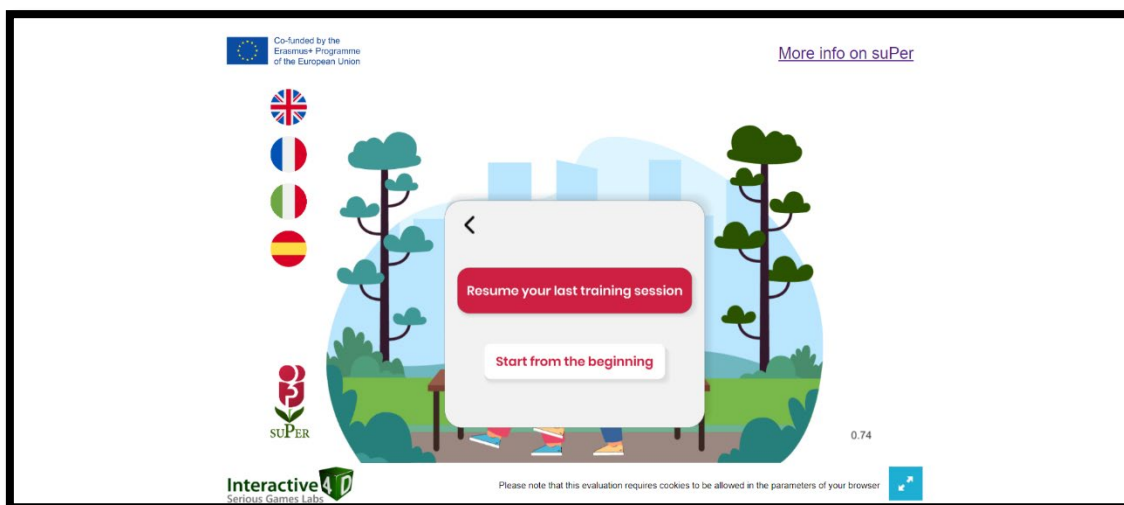 Co-funded by the
Erasmus+ Programme
of the European Union
More info on suPer
Resume your last training session
Start from the beginning
suPER
0.74
Interactive 4D
Serious Games Labs
Please note that this evaluation requires cookies to be allowed in the parameters of your browser